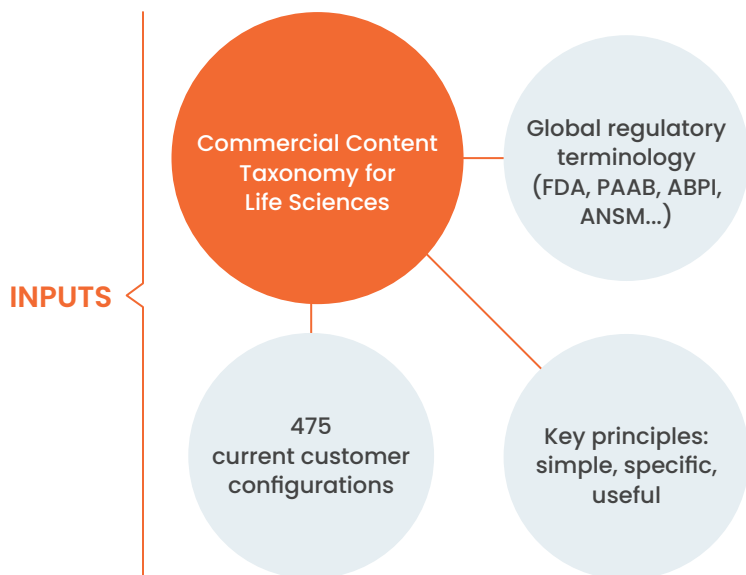 INPUTS
Commercial Content
Taxonomy for
Life Sciences
Global regulatory
terminology
(FDA, PAAB, ABPI,
ANSM...)
475
current customer
configurations
Key principles:
simple, specific,
useful